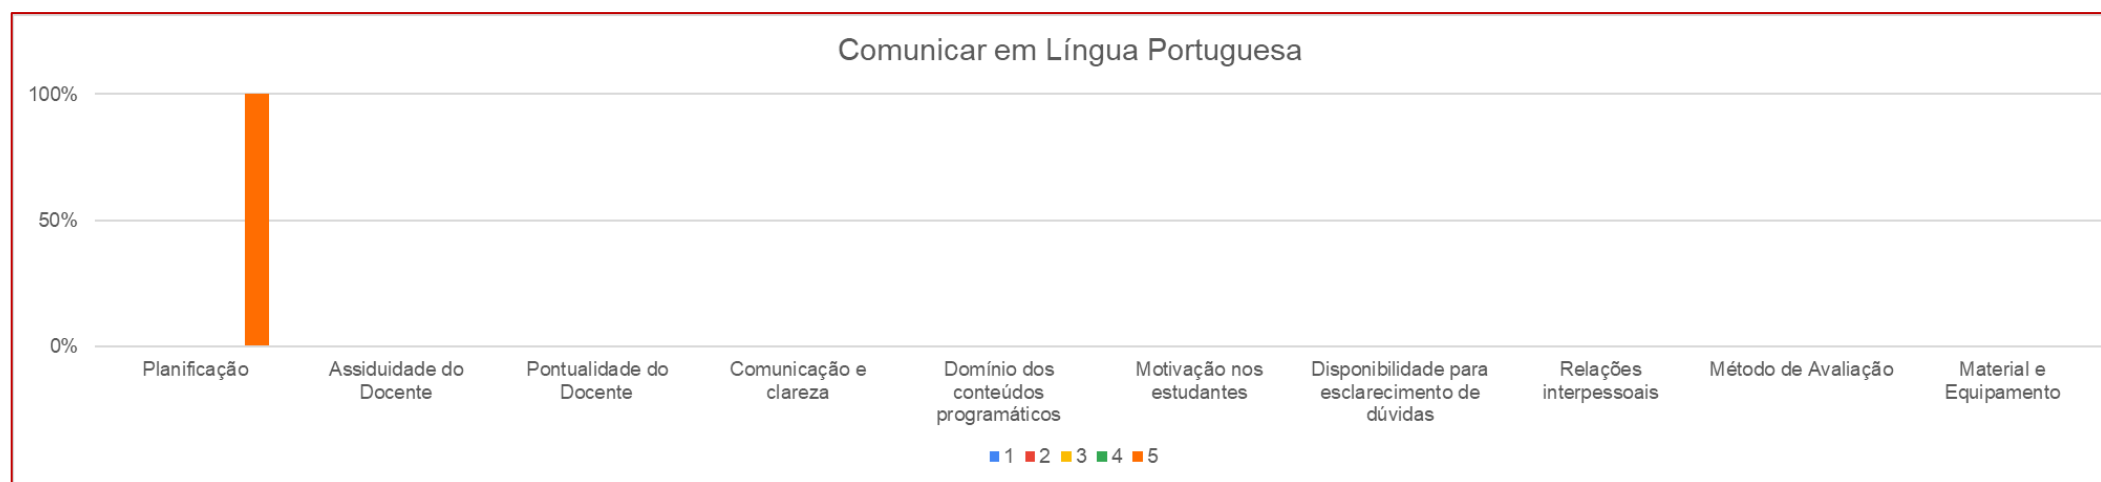 Comunicar em Língua Portuguesa
100%
50%
0%
Planificação
Assiduidade do
Docente
Pontualidade do
Docente
Comunicação e
clareza
Domínio dos
conteúdos
programáticos
Motivação nos
estudantes
Disponibilidade para
esclarecimento de
dúvidas
Relações
interpessoais
Método de Avaliação
Material e
Equipamento
1 2 3 4 5